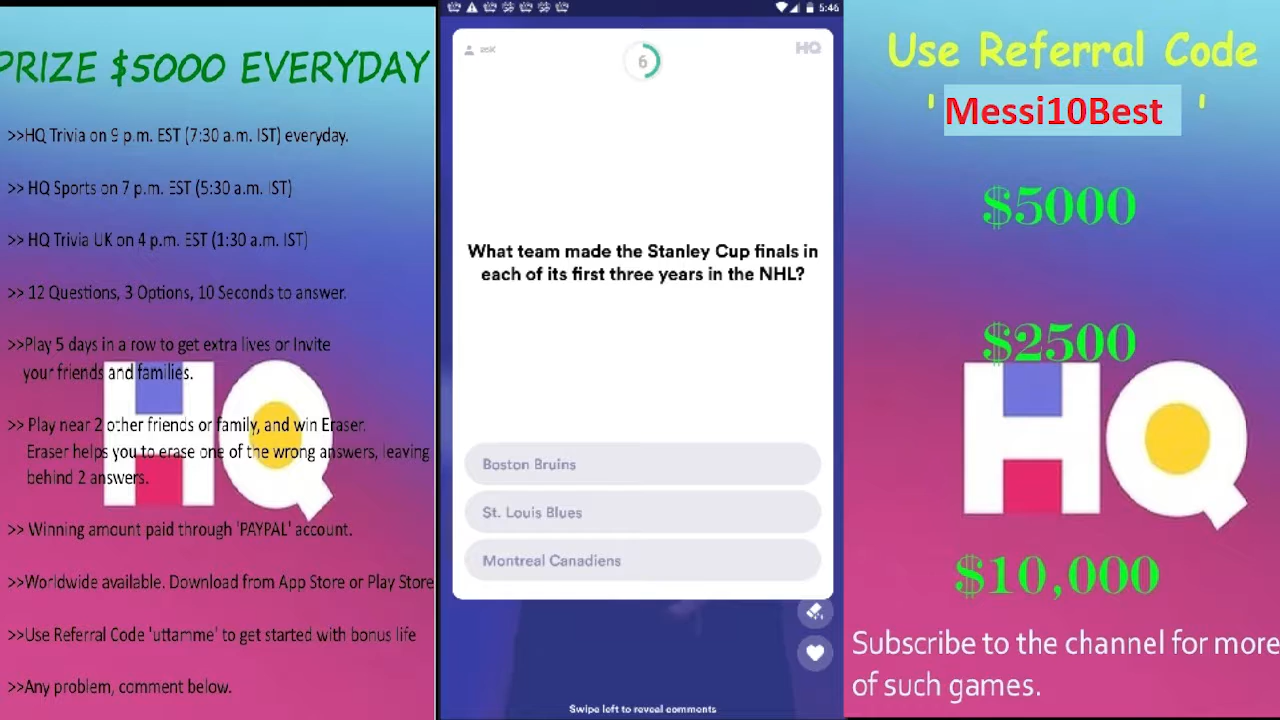 PRIZE $5000 EVERYDAY
>>HQ Trivia on 9 p.m. EST (7:30 a.m. IST) everyday.
>> HQ Sports on 7 p.m. EST (5:30 a.m. IST)
>> HQ Trivia UK on 4 p.m. EST (1:30 a.m. IST)
>> 12 Questions, 3 Options, 10 Seconds to answer.
>>Play 5 days in a row to get extra lives or Invite
your friends and families.
>> Play near 2 other friends or family, and win Eraser.
Eraser helps you to erase one of the wrong answers, leaving
behind 2 answers.
>> Winning amount paid through 'PAYPAL' account.
>>Worldwide available. Download from App Store or Play Store
>>Use Referral Code 'uttamme' to get started with bonus life
>>Any problem, comment below.
HQ
5:46
6
HQ
What team made the Stanley Cup finals in
each of its first three years in the NHL?
Boston Bruins
St. Louis Blues
Montreal Canadiens
Swipe left to reveal comments
Use Referral Code
' Messi10Best '
$5000
$2500
HQ
$10,000
Subscribe to the channel for more
of such games.